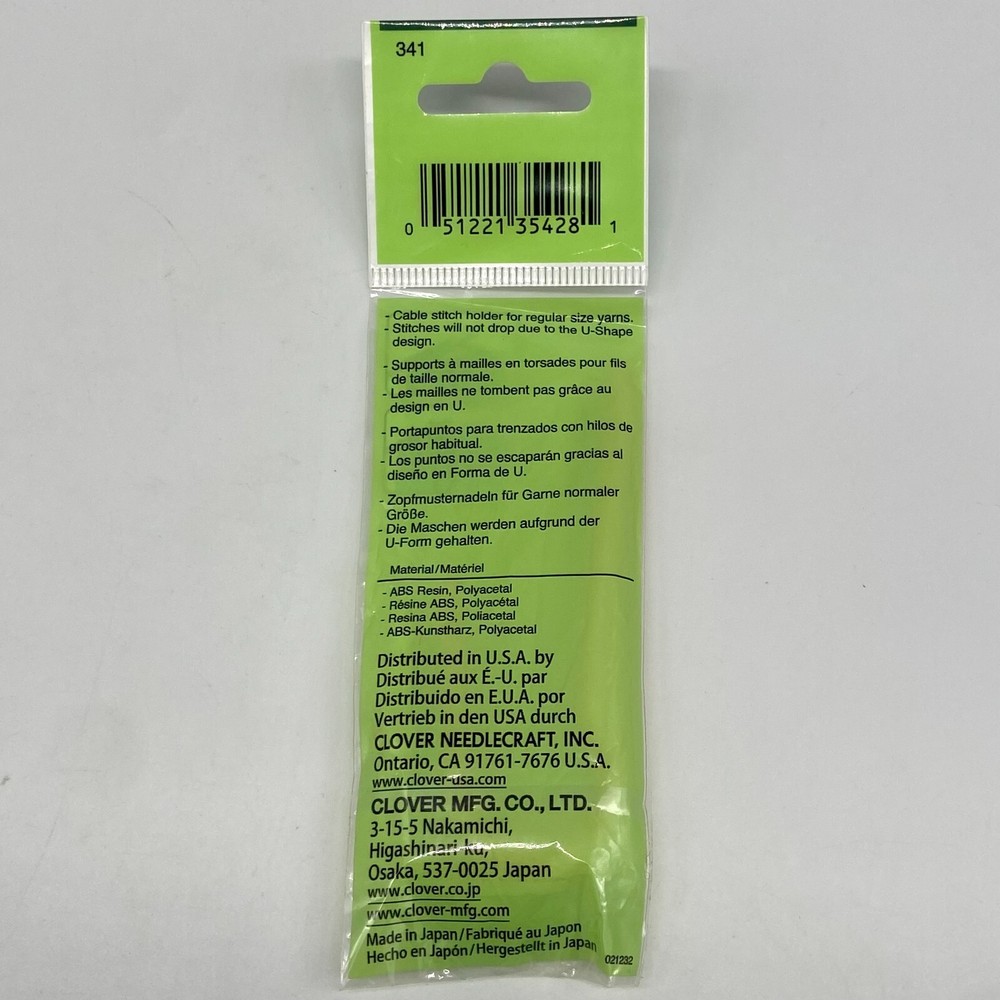 341
0 51221 35428 1
- Cable stitch holder for regular size yarns.
- Stitches will not drop due to the U-Shape
design.
- Supports à mailles en torsades pour fils
de taille normale.
- Les mailles ne tombent pas grâce au
design en U.
- Portapuntos para trenzados con hilos de
grosor habitual.
- Los puntos no se escaparán gracias al
diseño en Forma de U.
- Zopfmusternadeln für Garne normaler
Größe.
- Die Maschen werden aufgrund der
U-Form gehalten.
Material/Matériel
- ABS Resin, Polyacetal
- Résine ABS, Polyacétal
- Resina ABS, Poliacetal
- ABS-Kunstharz, Polyacetal
Distributed in U.S.A. by
Distribué aux É.-U. par
Distribuido en E.U.A. por
Vertrieb in den USA durch
CLOVER NEEDLECRAFT, INC.
Ontario, CA 91761-7676 U.S.A.
www.clover-usa.com
CLOVER MFG. CO., LTD.
3-15-5 Nakamichi,
Higashinari-ku,
Osaka, 537-0025 Japan
www.clover.co.jp
www.clover-mfg.com
Made in Japan/Fabriqué au Japon
Hecho en Japón/Hergestellt in Japan
021232